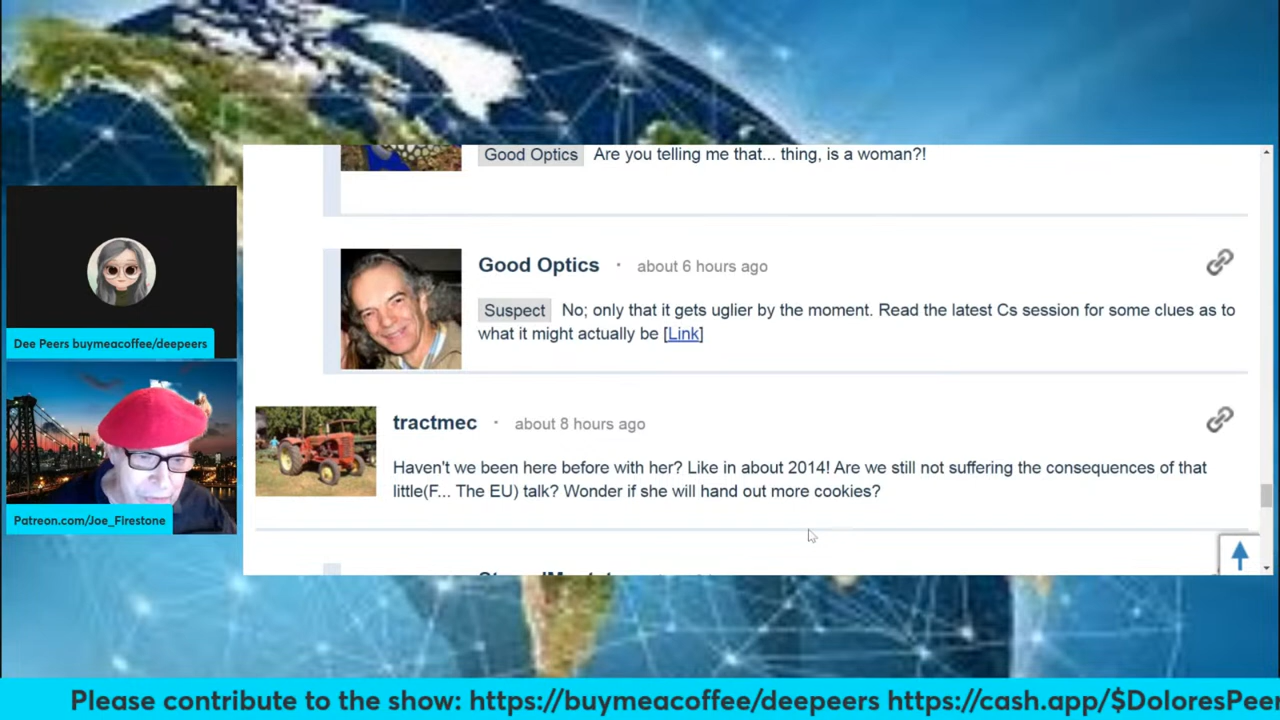 Good Optics Are you telling me that... thing, is a woman?!
Good Optics · about 6 hours ago
Suspect No; only that it gets uglier by the moment. Read the latest Cs session for some clues as to
what it might actually be [Link]
tractmec · about 8 hours ago
Haven't we been here before with her? Like in about 2014! Are we still not suffering the consequences of that
little(F... The EU) talk? Wonder if she will hand out more cookies?
Dee Peers buymeacoffee/deepeers
Patreon.com/Joe_Firestone
Please contribute to the show: https://buymeacoffee/deepeers https://cash.app/$DoloresPeer